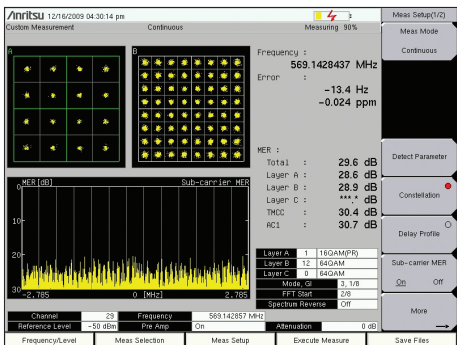 Anritsu 12/16/2009 04:30:14 pm
Custom Measurement Continuous Measuring 90%
A
B
Frequency :
569.1428437 MHz
Error :
-13.4 Hz
-0.024 ppm
MER :
Total : 29.6 dB
Layer A : 28.6 dB
Layer B : 28.9 dB
Layer C : ***.* dB
TMCC : 30.4 dB
AC1 : 30.7 dB
MER[dB] Sub-carrier MER
0
10
20
30
-2.785 0 [MHz] 2.785
Layer A 1 16QAM(PR)
Layer B 12 64QAM
Layer C 0 64QAM
Mode, GI 3, 1/8
FFT Start 2/8
Spectrum Reverse Off
Channel 29 Frequency 569.142857 MHz
Reference Level -50 dBm Pre Amp On Attenuation 0 dB
Frequency/Level Meas Selection Meas Setup Execute Measure Save Files
Meas Setup(1/2)
Meas Mode
Continuous
Detect Parameter
Constellation
Delay Profile
Sub-carrier MER
On Off
More